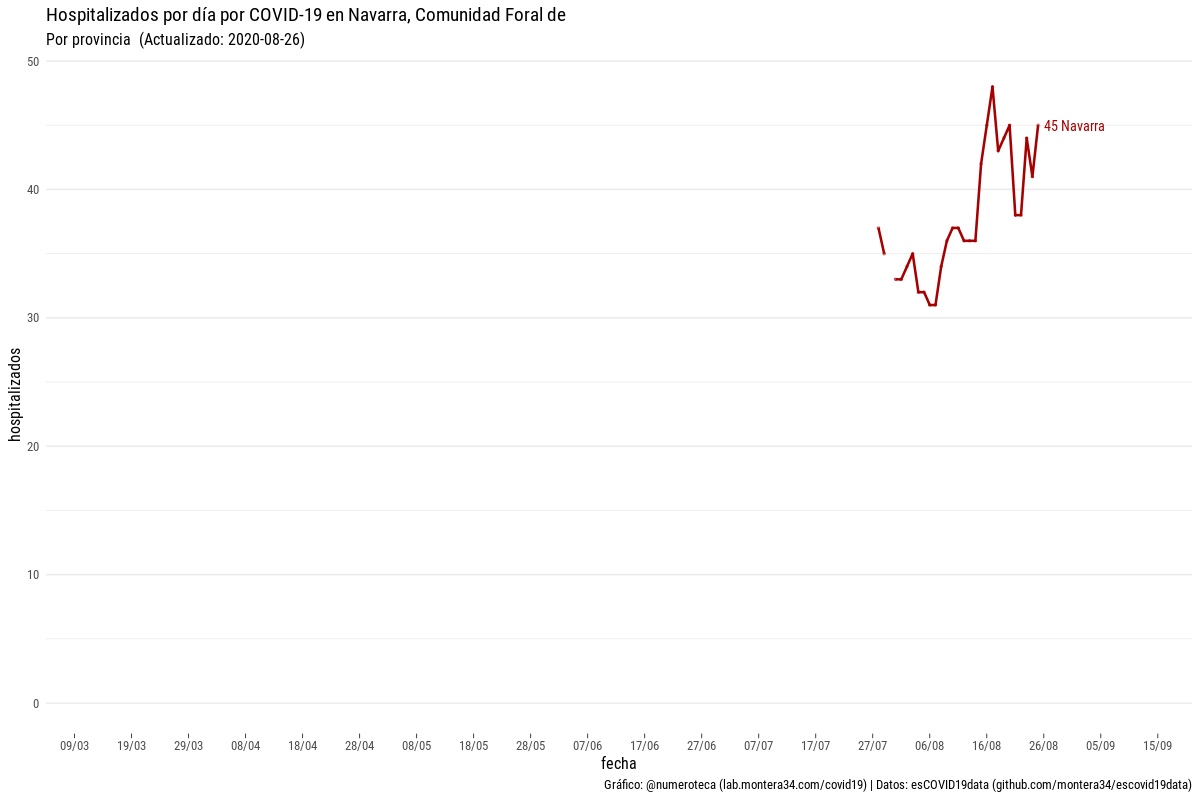 Hospitalizados por día por COVID-19 en Navarra, Comunidad Foral de
Por provincia  (Actualizado: 2020-08-26)
50
40
30
20
10
0
hospitalizados
45 Navarra
09/03 19/03 29/03 08/04 18/04 28/04 08/05 18/05 28/05 07/06 17/06 27/06 07/07 17/07 27/07 06/08 16/08 26/08 05/09 15/09
fecha
Gráfico: @numeroteca (lab.montera34.com/covid19) | Datos: esCOVID19data (github.com/montera34/escovid19data)